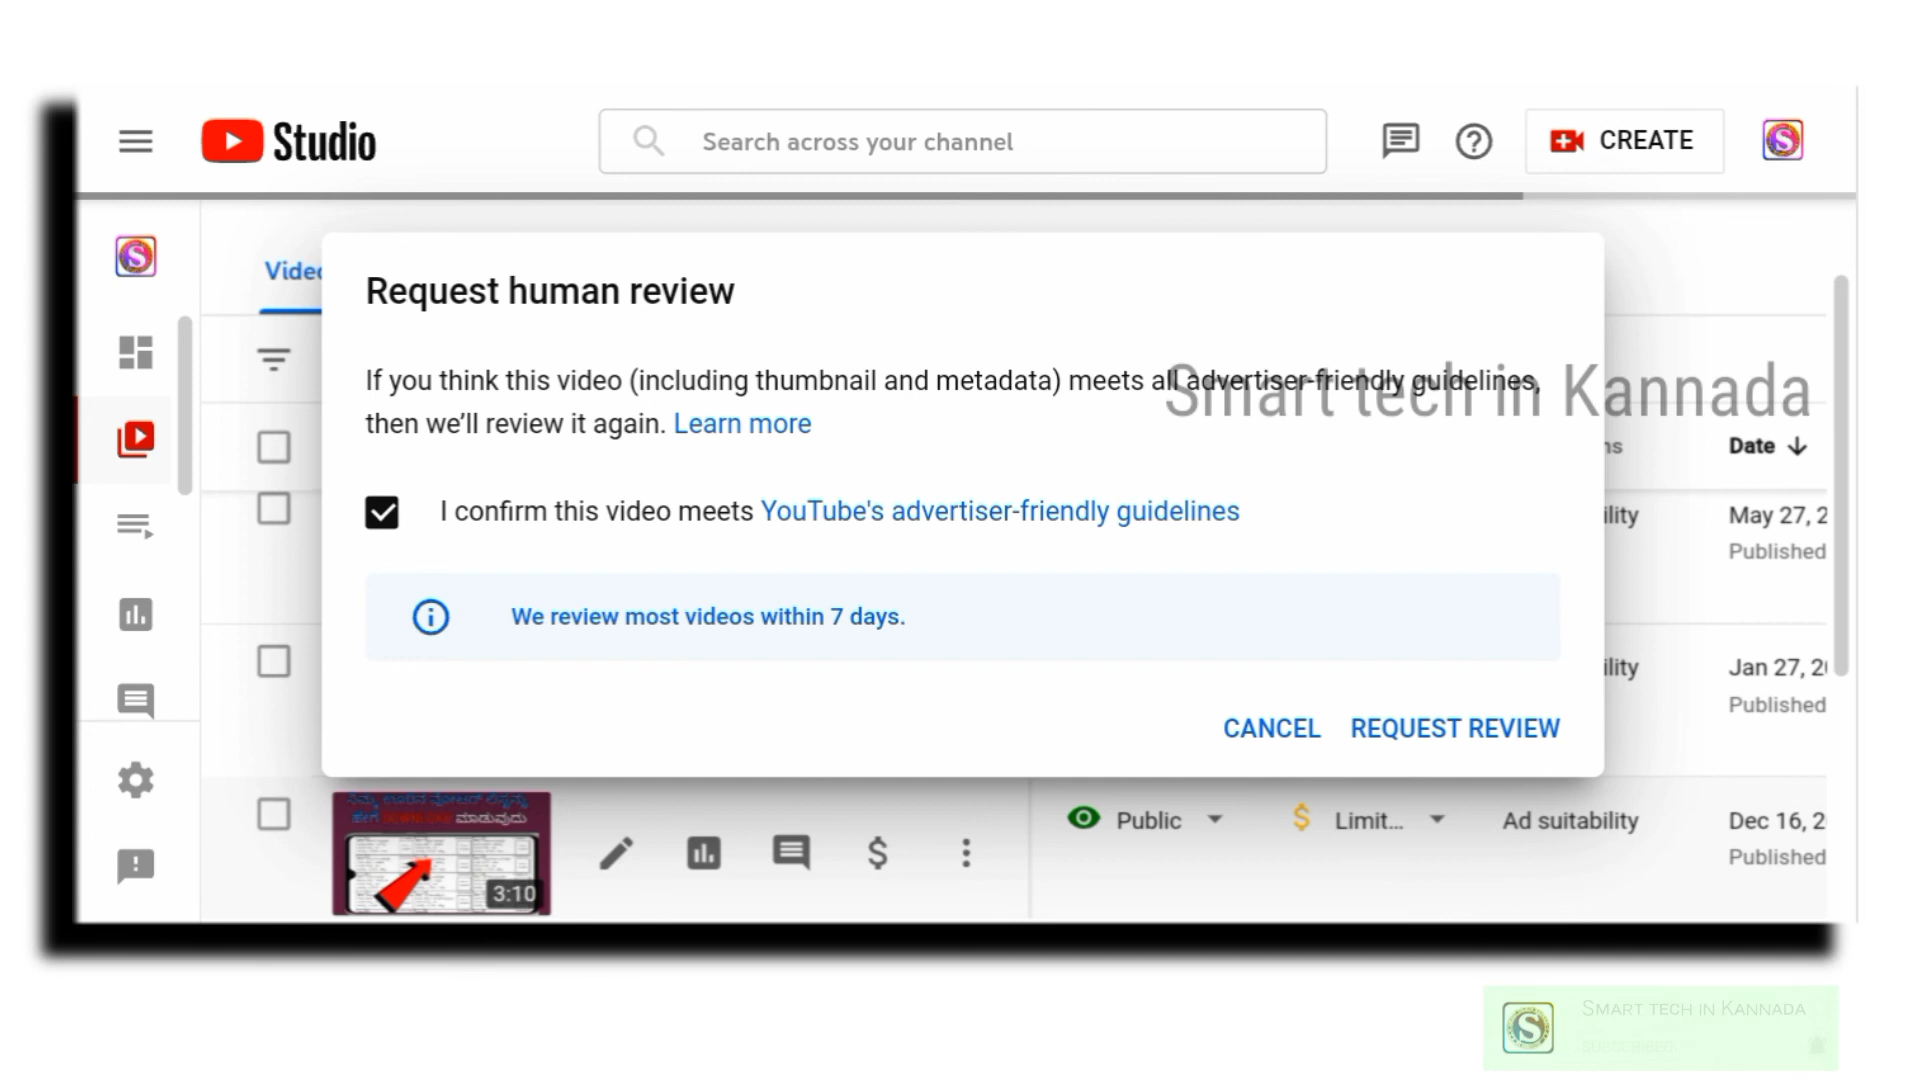 Studio
Search across your channel
CREATE
Request human review
If you think this video (including thumbnail and metadata) meets all advertiser-friendly guidelines,
then we'll review it again. Learn more
Smart tech in Kannada
Date
I confirm this video meets YouTube's advertiser-friendly guidelines
May 27, 2
Published
We review most videos within 7 days.
Jan 27, 2
Published
CANCEL REQUEST REVIEW
ಹೇಗೆ DOWNLOAD ಮಾಡುವುದು
3:10
Public
Limit...
Ad suitability
Dec 16, 2
Published
SMART TECH IN KANNADA